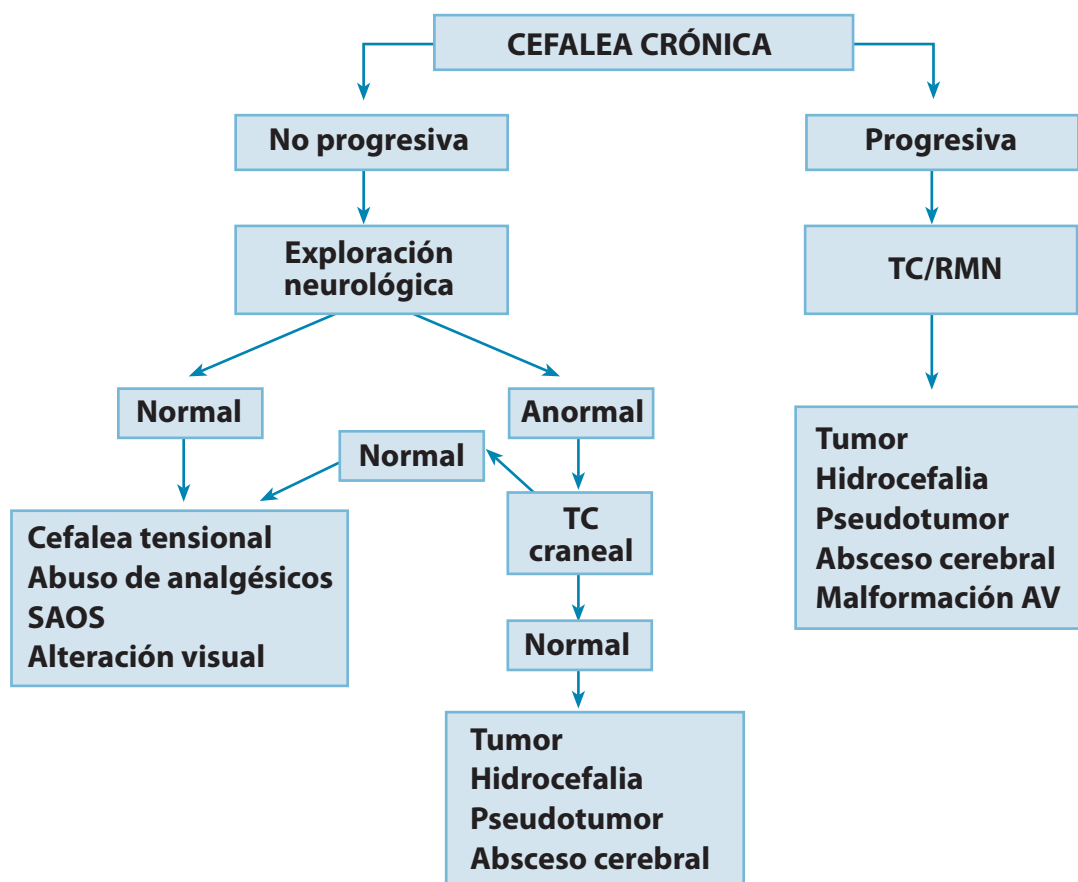 CEFALEA CRÓNICA
No progresiva
Progresiva
Exploración
neurológica
TC/RMN
Normal
Anormal
Normal
TC
craneal
Cefalea tensional
Abuso de analgésicos
SAOS
Alteración visual
Normal
Tumor
Hidrocefalia
Pseudotumor
Absceso cerebral
Tumor
Hidrocefalia
Pseudotumor
Absceso cerebral
Malformación AV